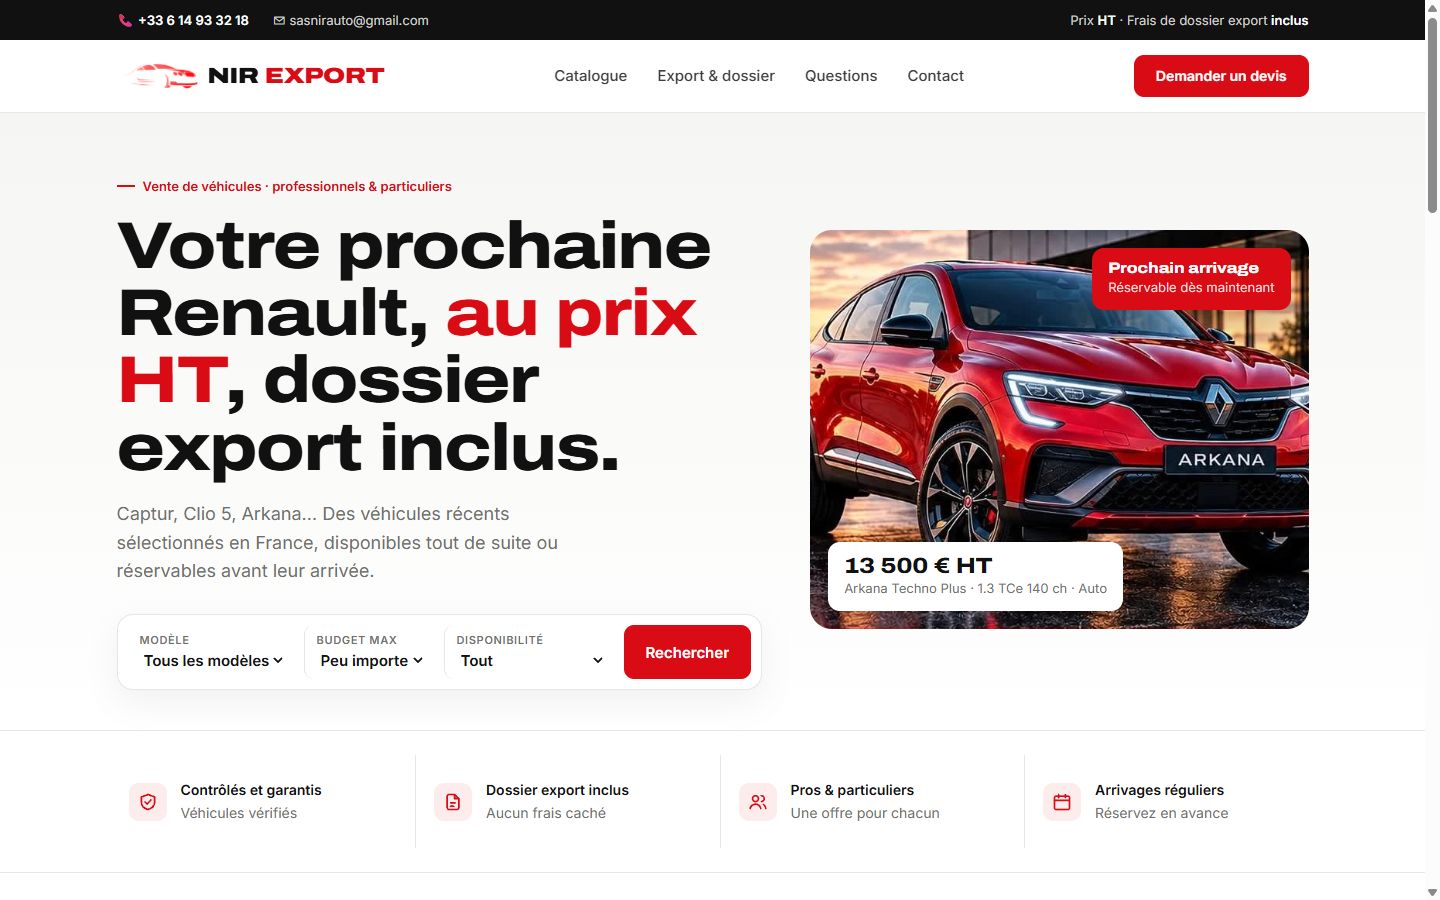 +33 6 14 93 32 18
sasnirauto@gmail.com
Prix HT · Frais de dossier export inclus
NIR EXPORT
Catalogue
Export & dossier
Questions
Contact
Demander un devis
Vente de véhicules · professionnels & particuliers
Votre prochaine
Renault, au prix
HT, dossier
export inclus.
Captur, Clio 5, Arkana... Des véhicules récents
sélectionnés en France, disponibles tout de suite ou
réservables avant leur arrivée.
MODÈLE
Tous les modèles
BUDGET MAX
Peu importe
DISPONIBILITÉ
Tout
Rechercher
Prochain arrivage
Réservable dès maintenant
ARKANA
13 500 € HT
Arkana Techno Plus · 1.3 TCe 140 ch · Auto
Contrôlés et garantis
Véhicules vérifiés
Dossier export inclus
Aucun frais caché
Pros & particuliers
Une offre pour chacun
Arrivages réguliers
Réservez en avance